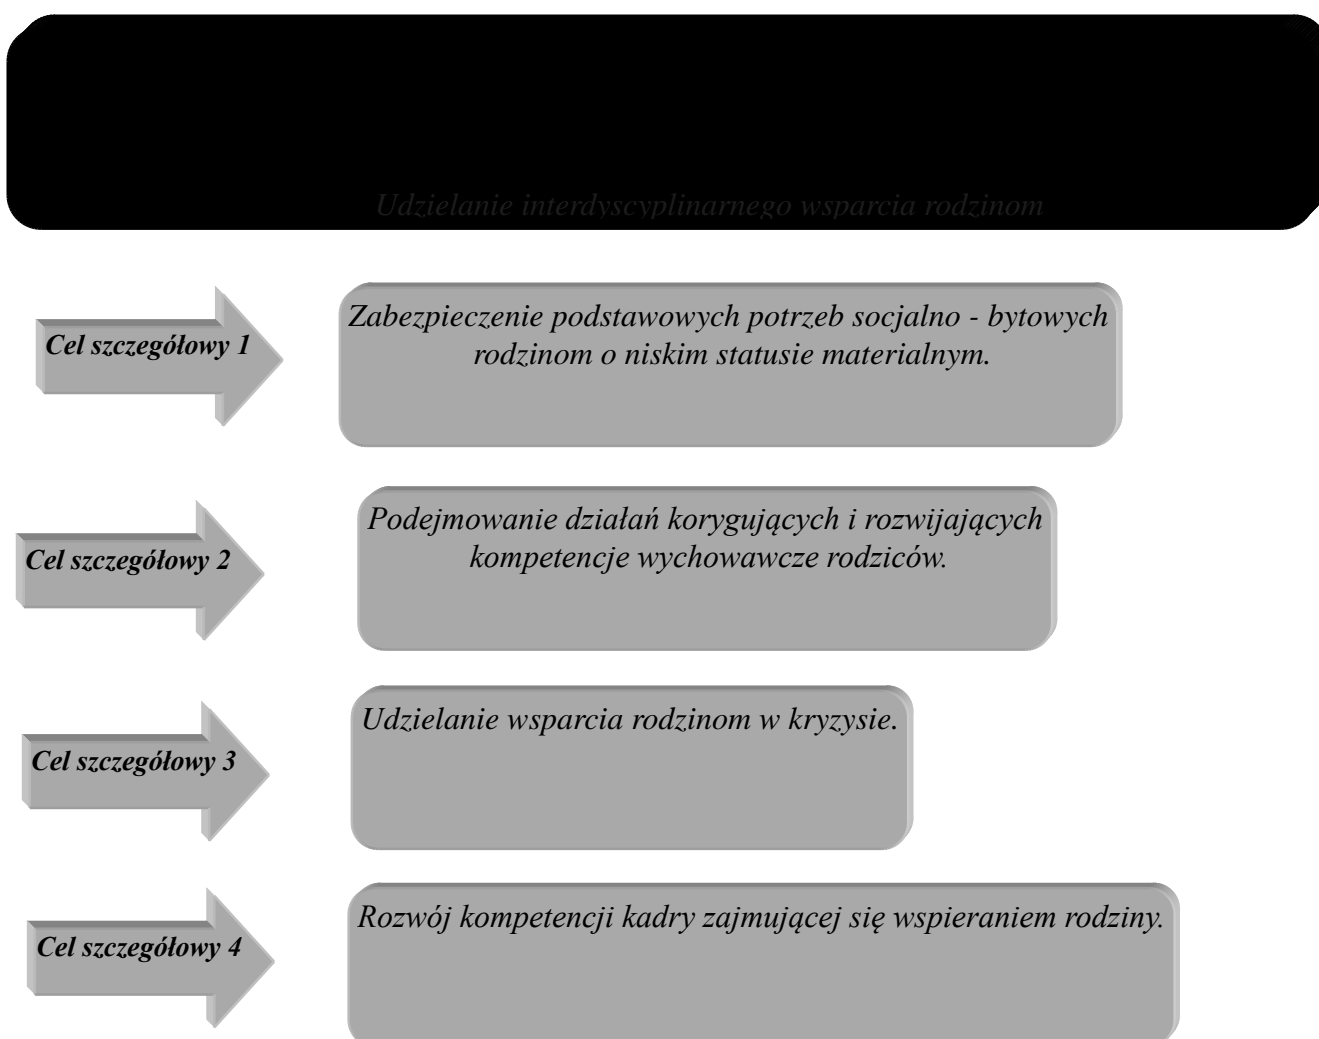 Udzielanie interdyscyplinarnego wsparcia rodzinom
Cel szczegółowy 1
Zabezpieczenie podstawowych potrzeb socjalno - bytowych
rodzinom o niskim statusie materialnym.
Cel szczegółowy 2
Podejmowanie działań korygujących i rozwijających
kompetencje wychowawcze rodziców.
Cel szczegółowy 3
Udzielanie wsparcia rodzinom w kryzysie.
Cel szczegółowy 4
Rozwój kompetencji kadry zajmującej się wspieraniem rodziny.